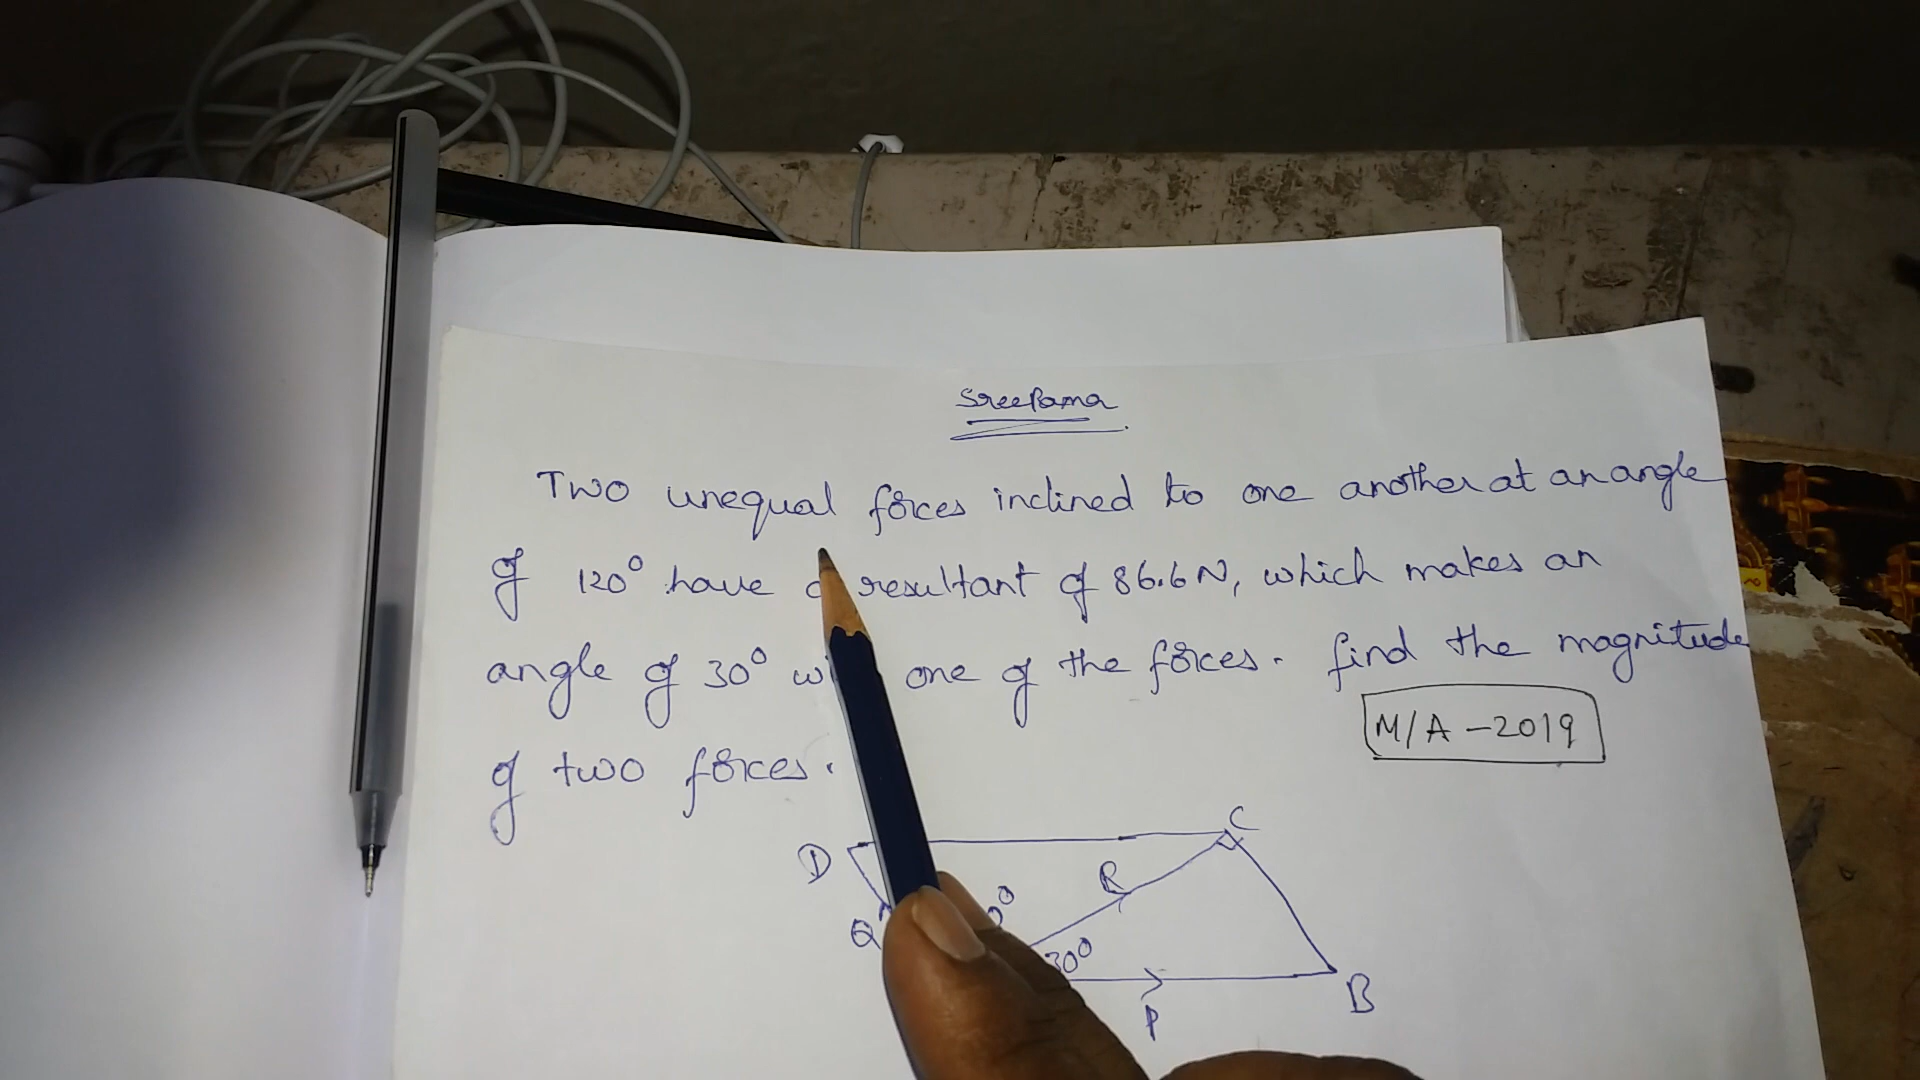 SreeRama
Two unequal forces inclined to one another at an angle
of 120° have a resultant of 86.6N, which makes an
angle of 30° one of the forces. find the magnitude
M/A - 2019
of two forces.
C
D
R
Q
30°
B
P